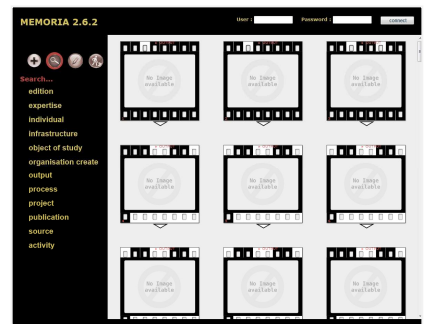 MEMORIA 2.6.2
User :
Password :
connect
Search...
edition
expertise
individual
infrastructure
object of study
organisation create
output
process
project
publication
source
activity
No Image
available
No Image
available
No Image
available
No Image
available
No Image
available
No Image
available
No Image
available
No Image
available
No Image
available